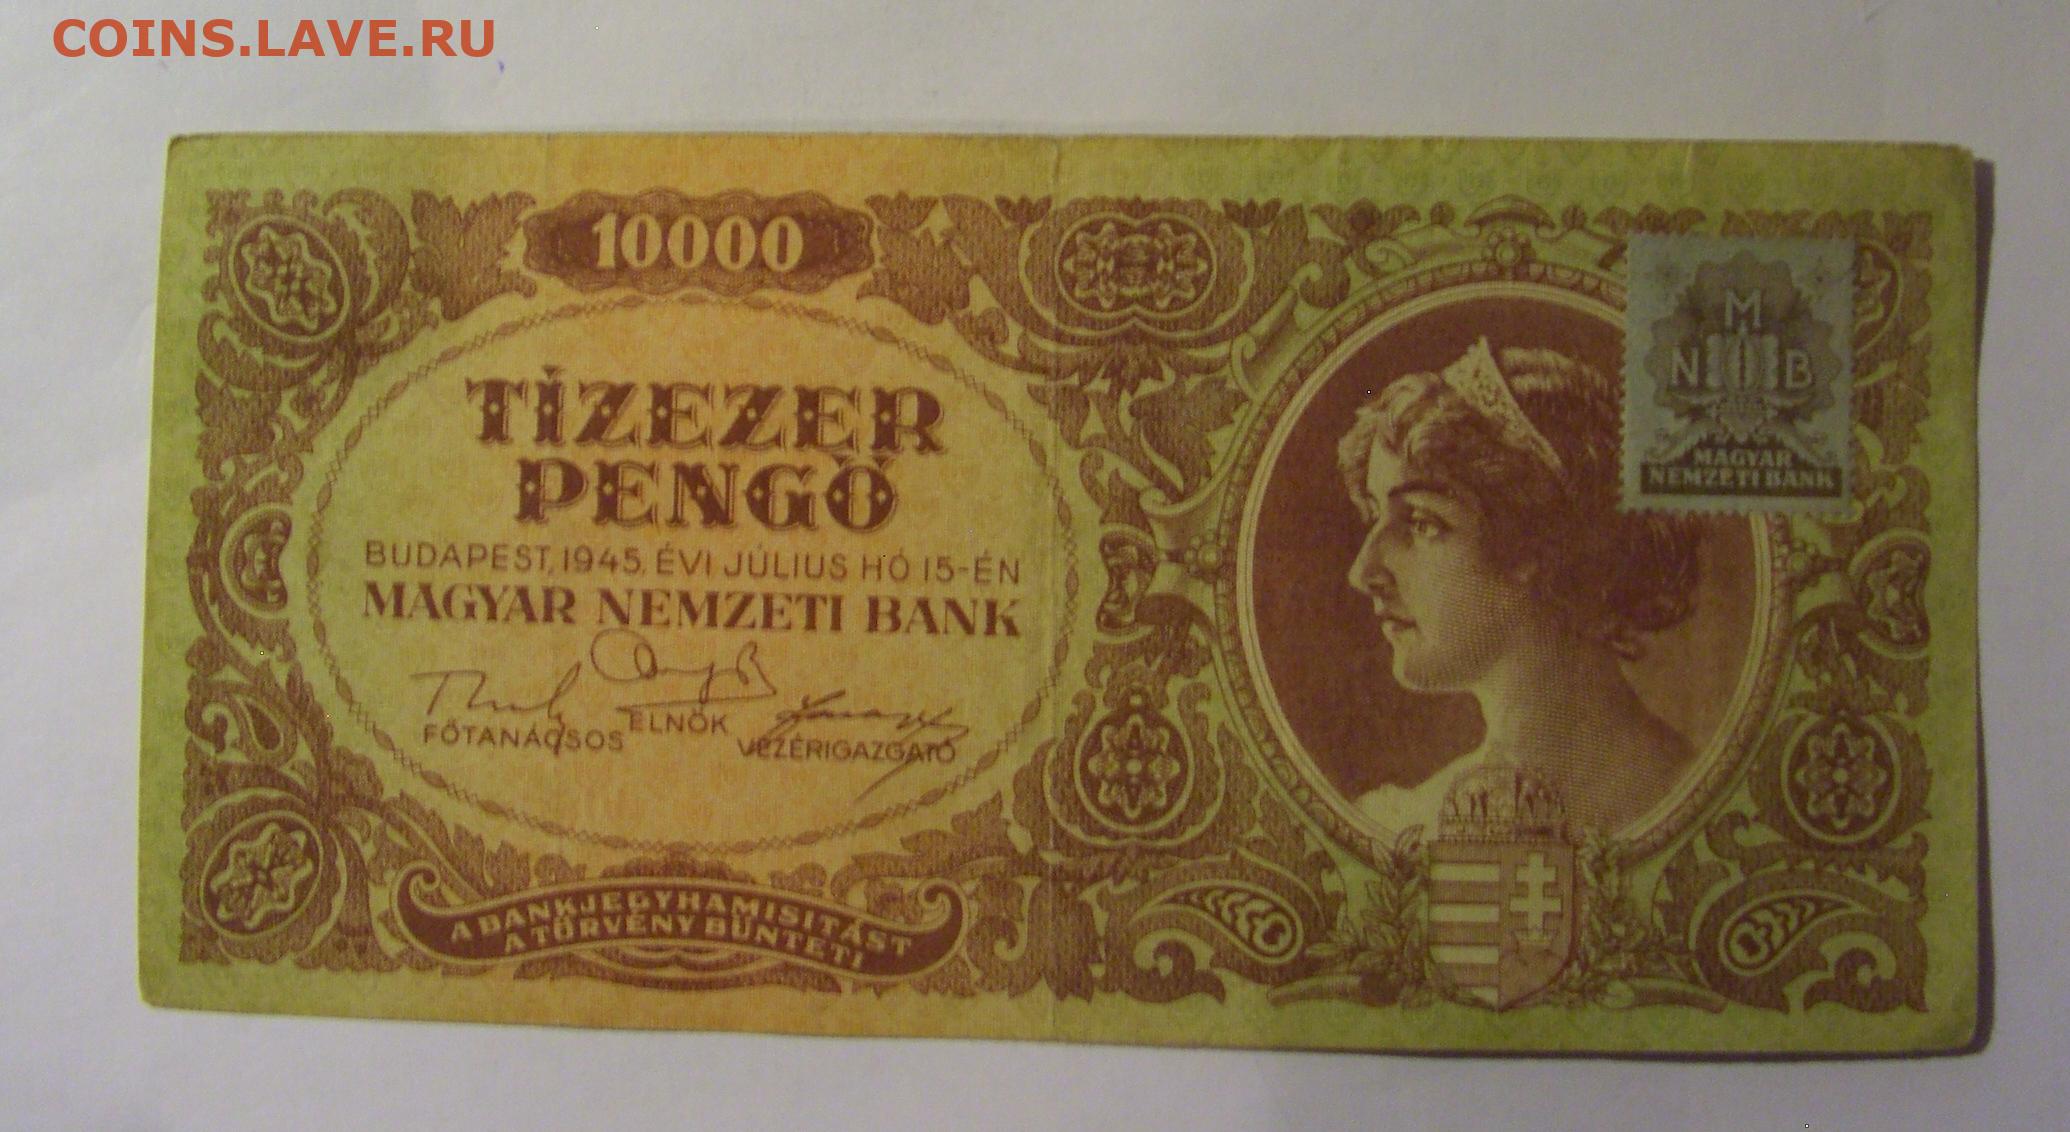 COINS.LAVE.RU
10000
TÍZEZER
PENGŐ
BUDAPEST, 1945. ÉVI JÚLIUS HÓ 15-ÉN
MAGYAR NEMZETI BANK
FŐTANÁCSOS
ELNÖK
VEZÉRIGAZGATÓ
A BANKJEGYHAMISITÁST
A TÖRVÉNY BÜNTETI
M
N B
MAGYAR
NEMZETI BANK